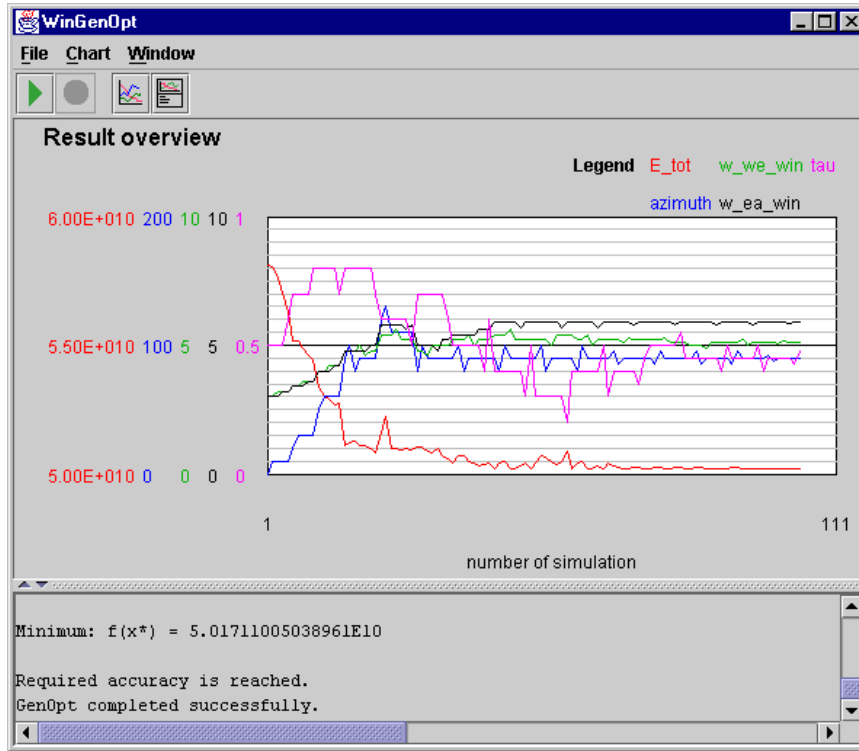 WinGenOpt
File Chart Window
Result overview
Legend E_tot w_we_win tau
azimuth w_ea_win
6.00E+010 200 10 10 1
5.50E+010 100 5 5 0.5
5.00E+010 0 0 0 0
1 111
number of simulation
Minimum: f(x*) = 5.01711005038961E10
Required accuracy is reached.
GenOpt completed successfully.